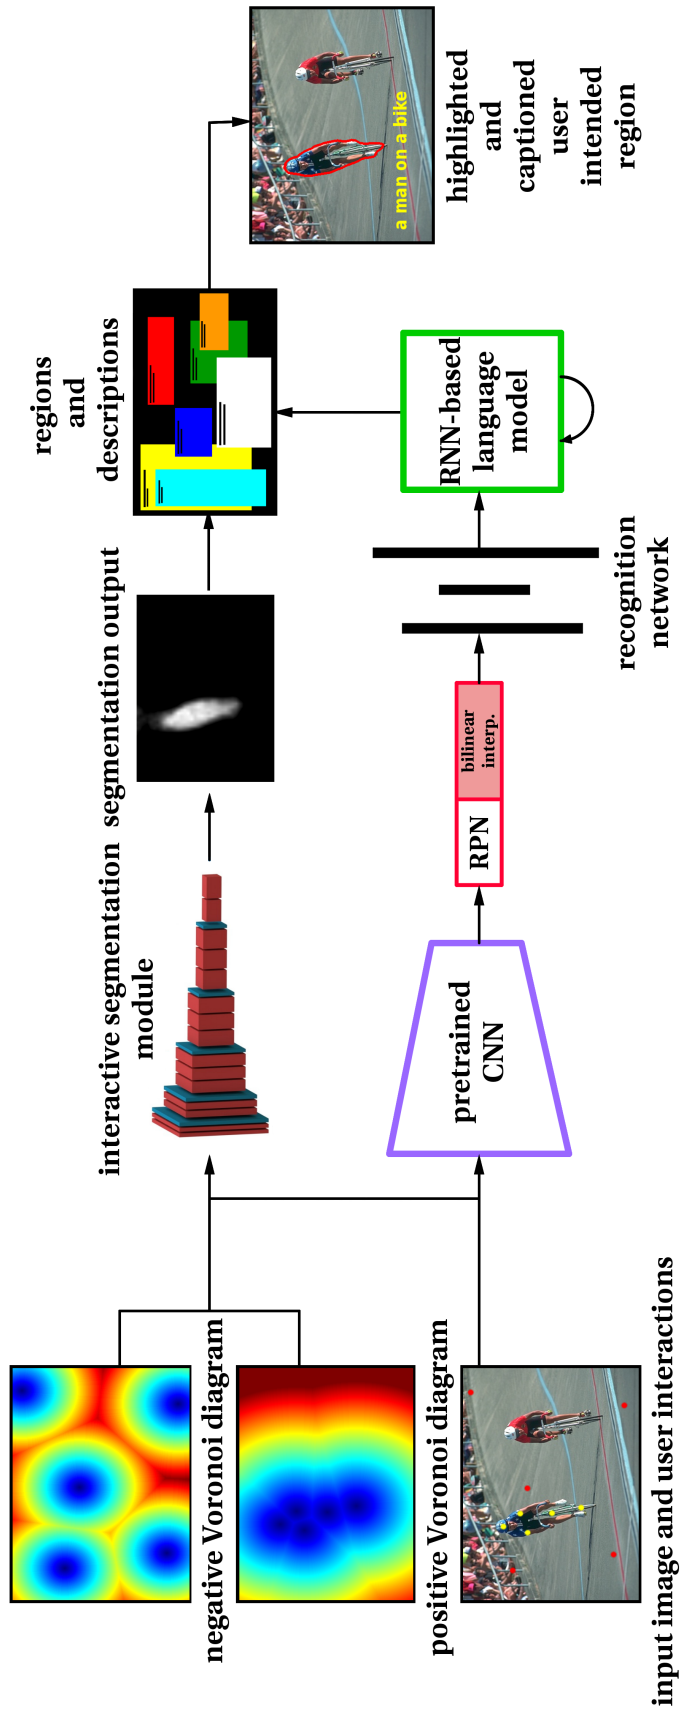 negative Voronoi diagram
positive Voronoi diagram
input image and user interactions
interactive segmentation
module
segmentation output
pretrained
CNN
RPN
bilinear
interp.
recognition
network
RNN-based
language
model
regions
and
descriptions
a man on a bike
highlighted
and
captioned
user
intended
region